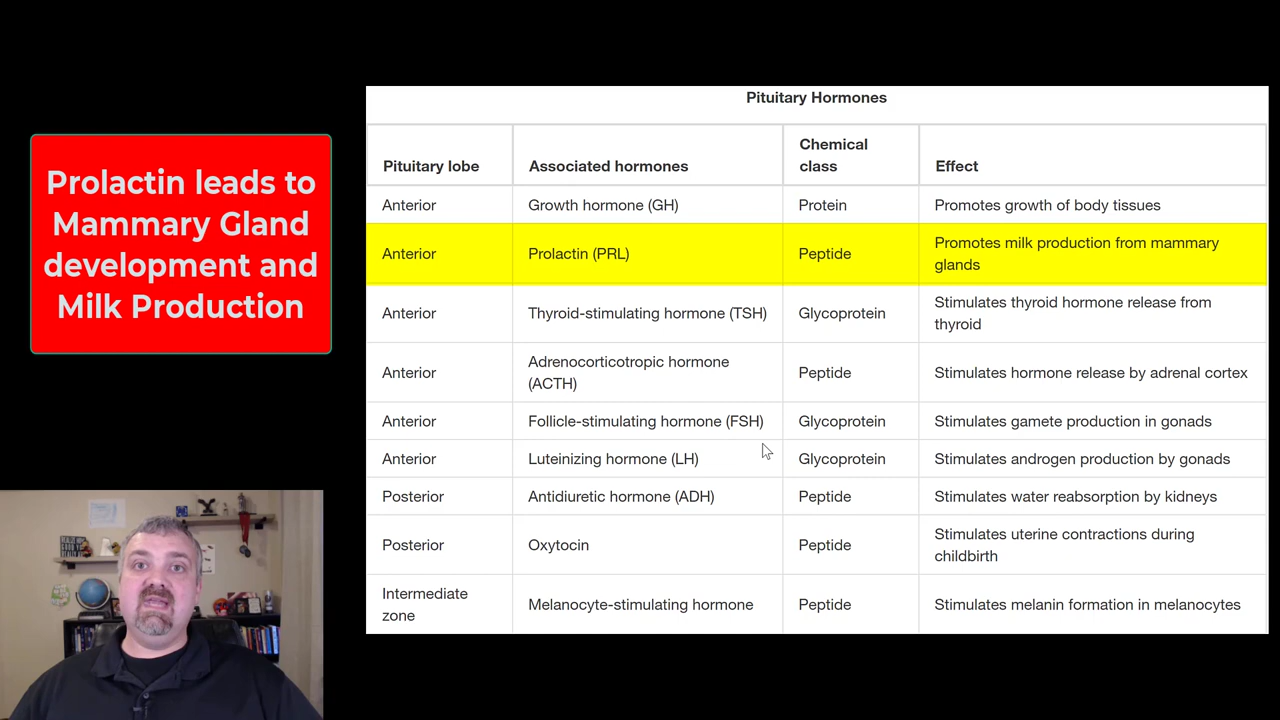 Prolactin leads to
Mammary Gland
development and
Milk Production
Pituitary Hormones
Pituitary lobe Associated hormones Chemical class Effect
Anterior Growth hormone (GH) Protein Promotes growth of body tissues
Anterior Prolactin (PRL) Peptide Promotes milk production from mammary glands
Anterior Thyroid-stimulating hormone (TSH) Glycoprotein Stimulates thyroid hormone release from thyroid
Anterior Adrenocorticotropic hormone (ACTH) Peptide Stimulates hormone release by adrenal cortex
Anterior Follicle-stimulating hormone (FSH) Glycoprotein Stimulates gamete production in gonads
Anterior Luteinizing hormone (LH) Glycoprotein Stimulates androgen production by gonads
Posterior Antidiuretic hormone (ADH) Peptide Stimulates water reabsorption by kidneys
Posterior Oxytocin Peptide Stimulates uterine contractions during childbirth
Intermediate zone Melanocyte-stimulating hormone Peptide Stimulates melanin formation in melanocytes